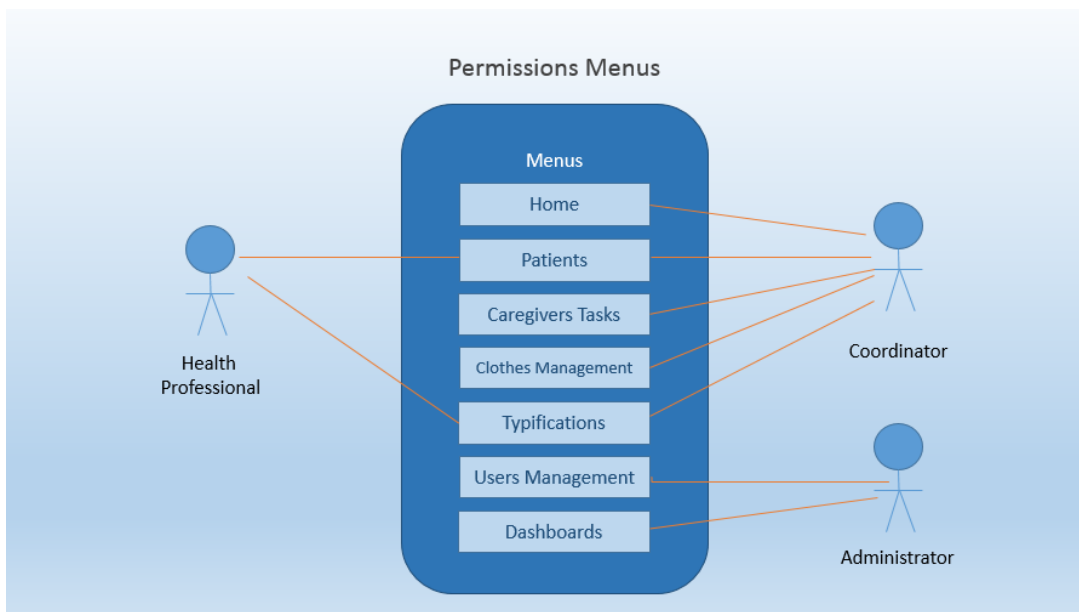 Permissions Menus
Menus
Home
Patients
Caregivers Tasks
Clothes Management
Typifications
Users Management
Dashboards
Health
Professional
Coordinator
Administrator